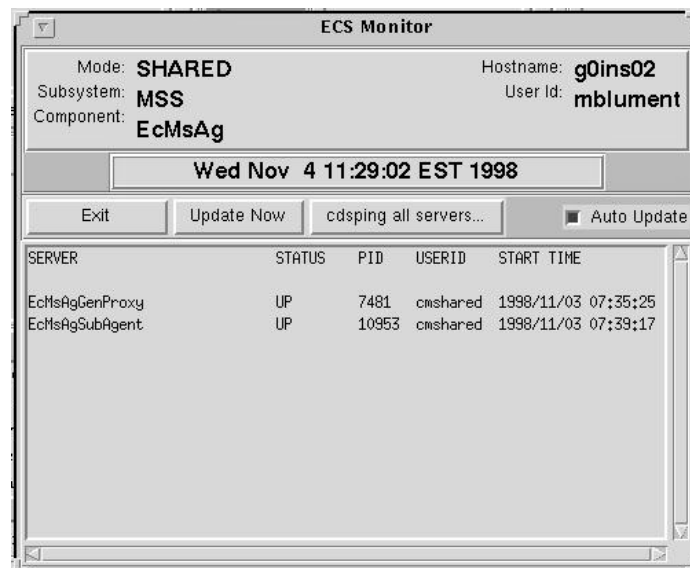 ECS Monitor
Mode: SHARED
Hostname: g0ins02
Subsystem: MSS
User Id: mblument
Component: EcMsAg
Wed Nov 4 11:29:02 EST 1998
Exit
Update Now
cdsping all servers...
Auto Update
SERVER STATUS PID USERID START TIME
EcMsAgGenProxy UP 7481 cmshared 1998/11/03 07:35:25
EcMsAgSubAgent UP 10953 cmshared 1998/11/03 07:39:17